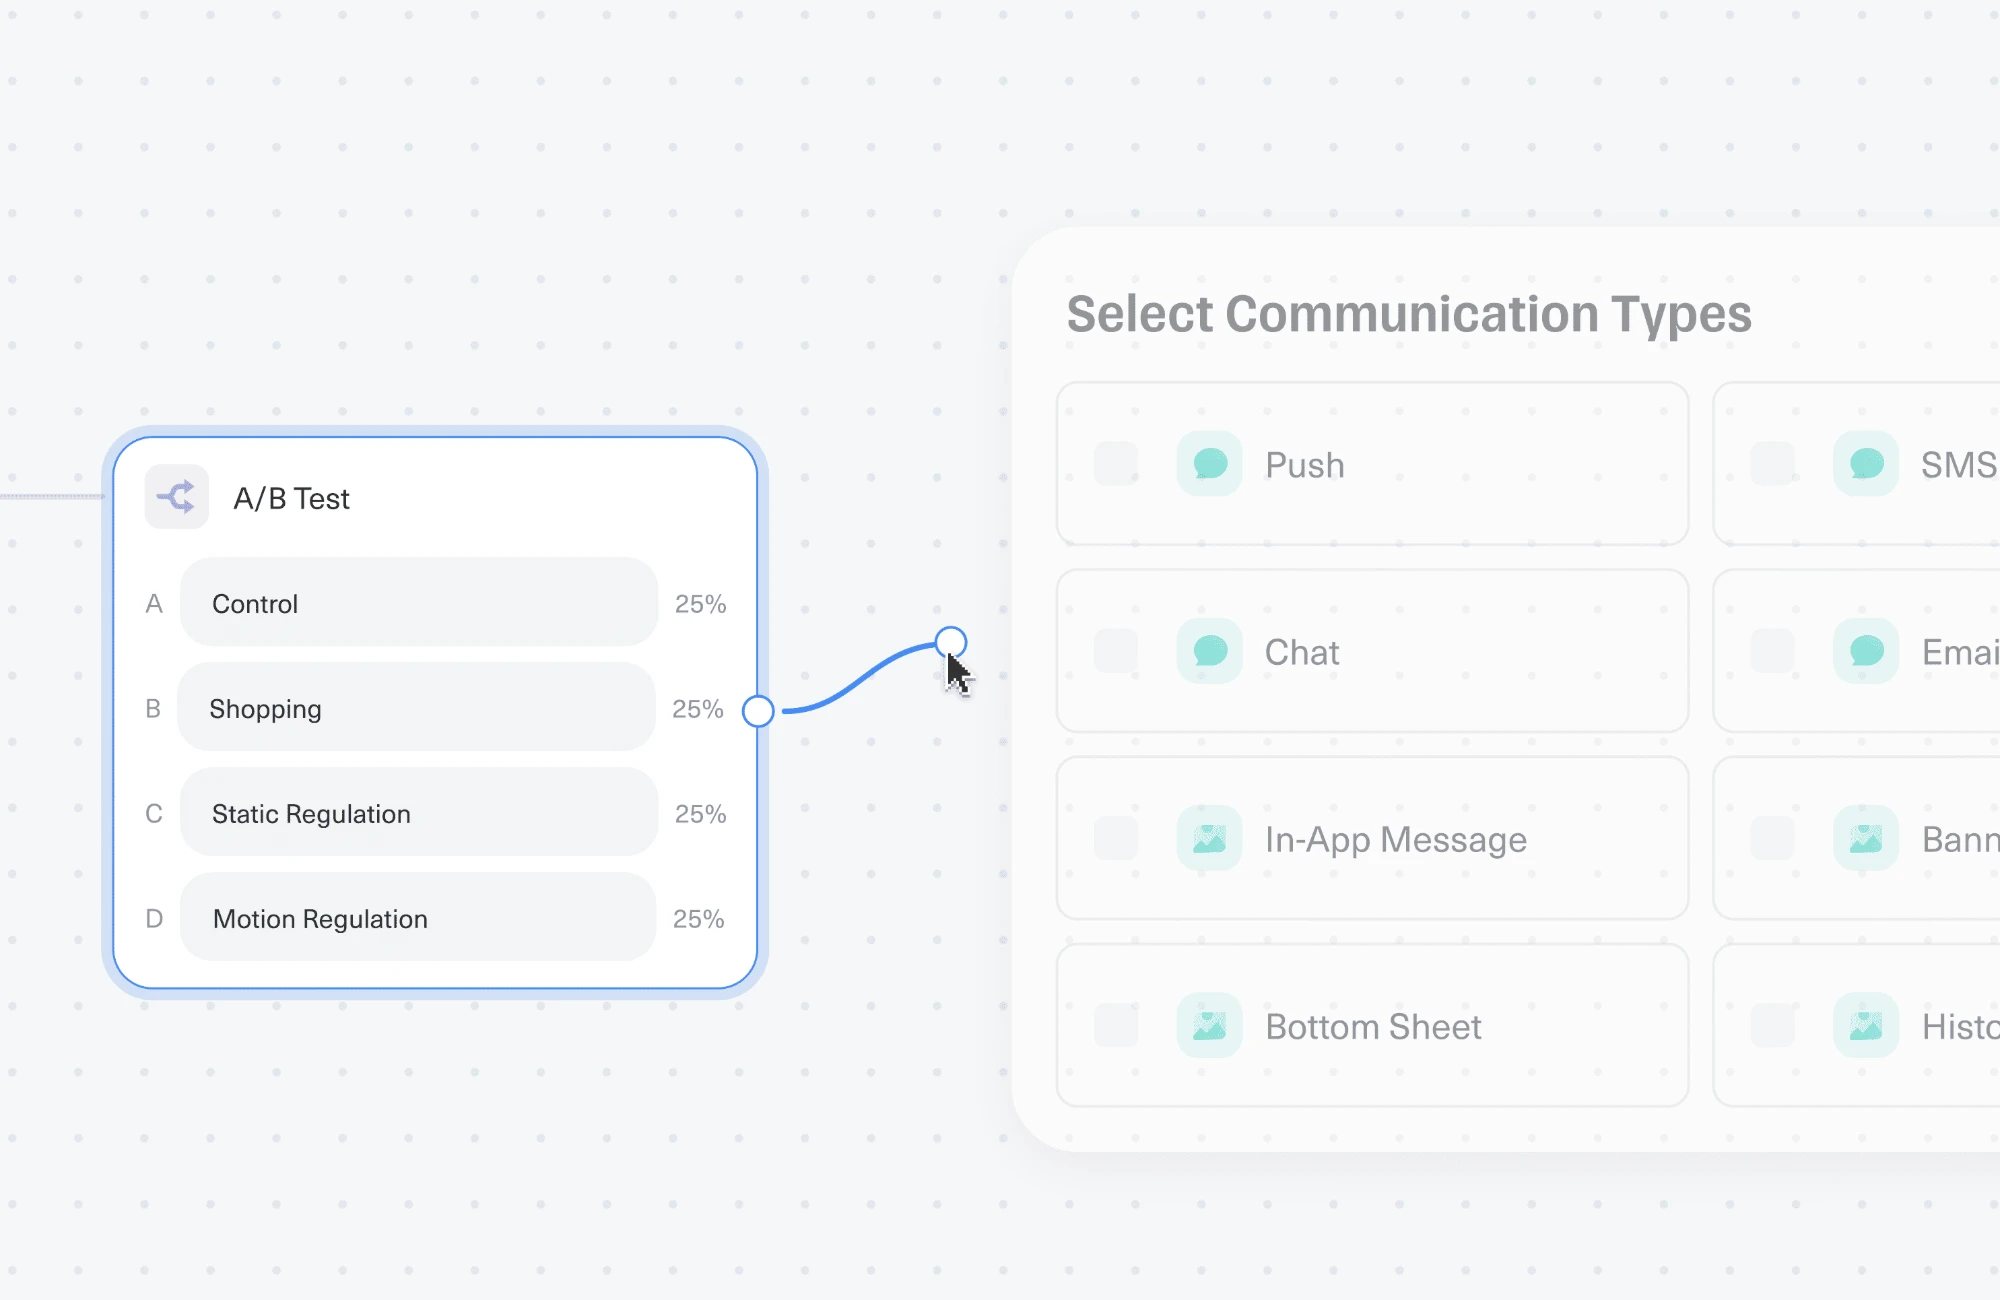 Select Communication Types
Push
SMS
A/B Test
Chat
A Control 25%
B Shopping 25%
C Static Regulation 25%
In-App Message
D Motion Regulation 25%
Bottom Sheet